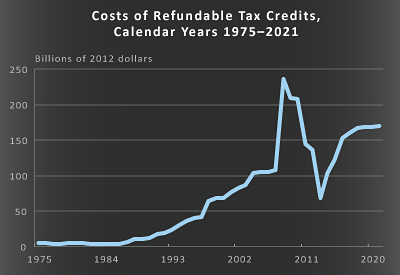 Costs of Refundable Tax Credits,
Calendar Years 1975–2021
Billions of 2012 dollars
250
200
150
100
50
0
1975 1984 1993 2002 2011 2020